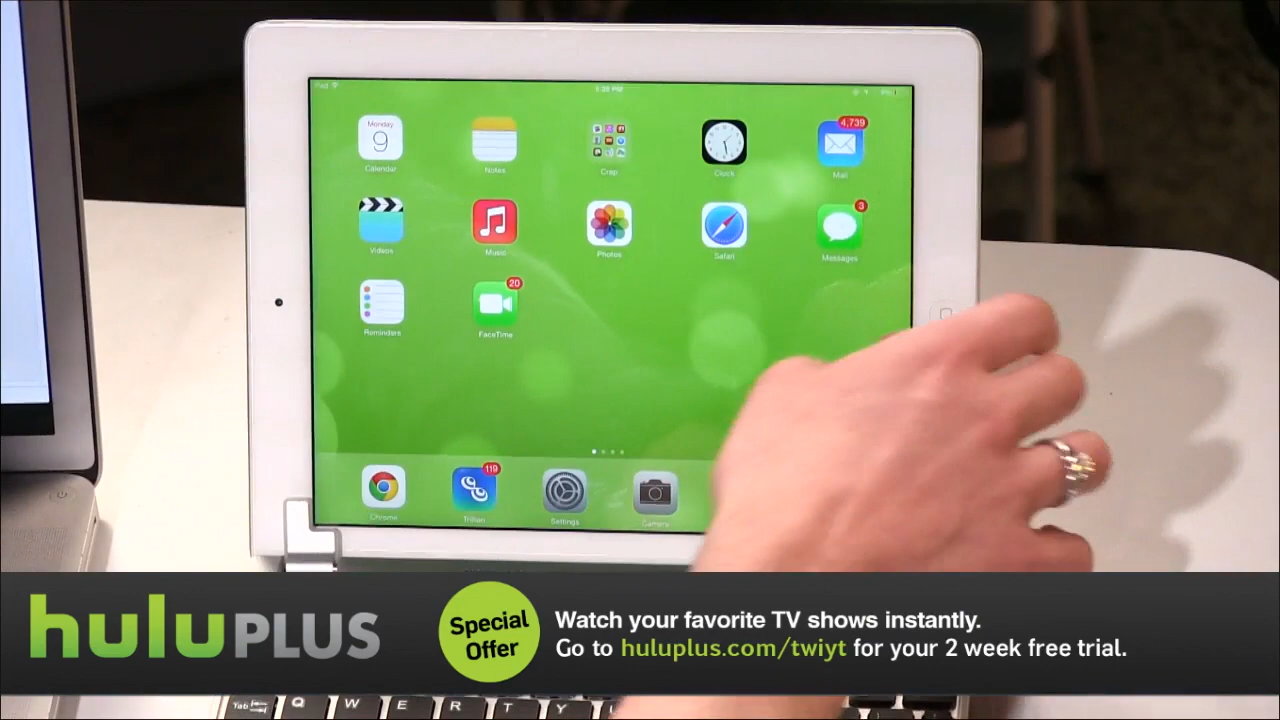 iPad
Monday
9
Calendar
Notes
Crap
Clock
4,739
Mail
Videos
Music
Photos
Safari
3
Messages
Reminders
20
FaceTime
Chrome
119
Trillian
Settings
Camera
huluPLUS
Special
Offer
Watch your favorite TV shows instantly.
Go to huluplus.com/twiyt for your 2 week free trial.
Tab Q W E R T Y